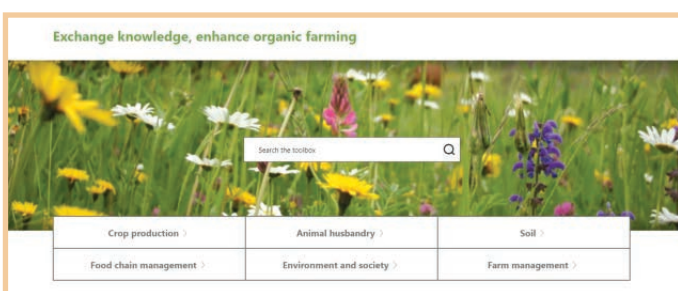 Exchange knowledge, enhance organic farming
Search the toolbox
Crop production >
Animal husbandry >
Soil >
Food chain management >
Environment and society >
Farm management >